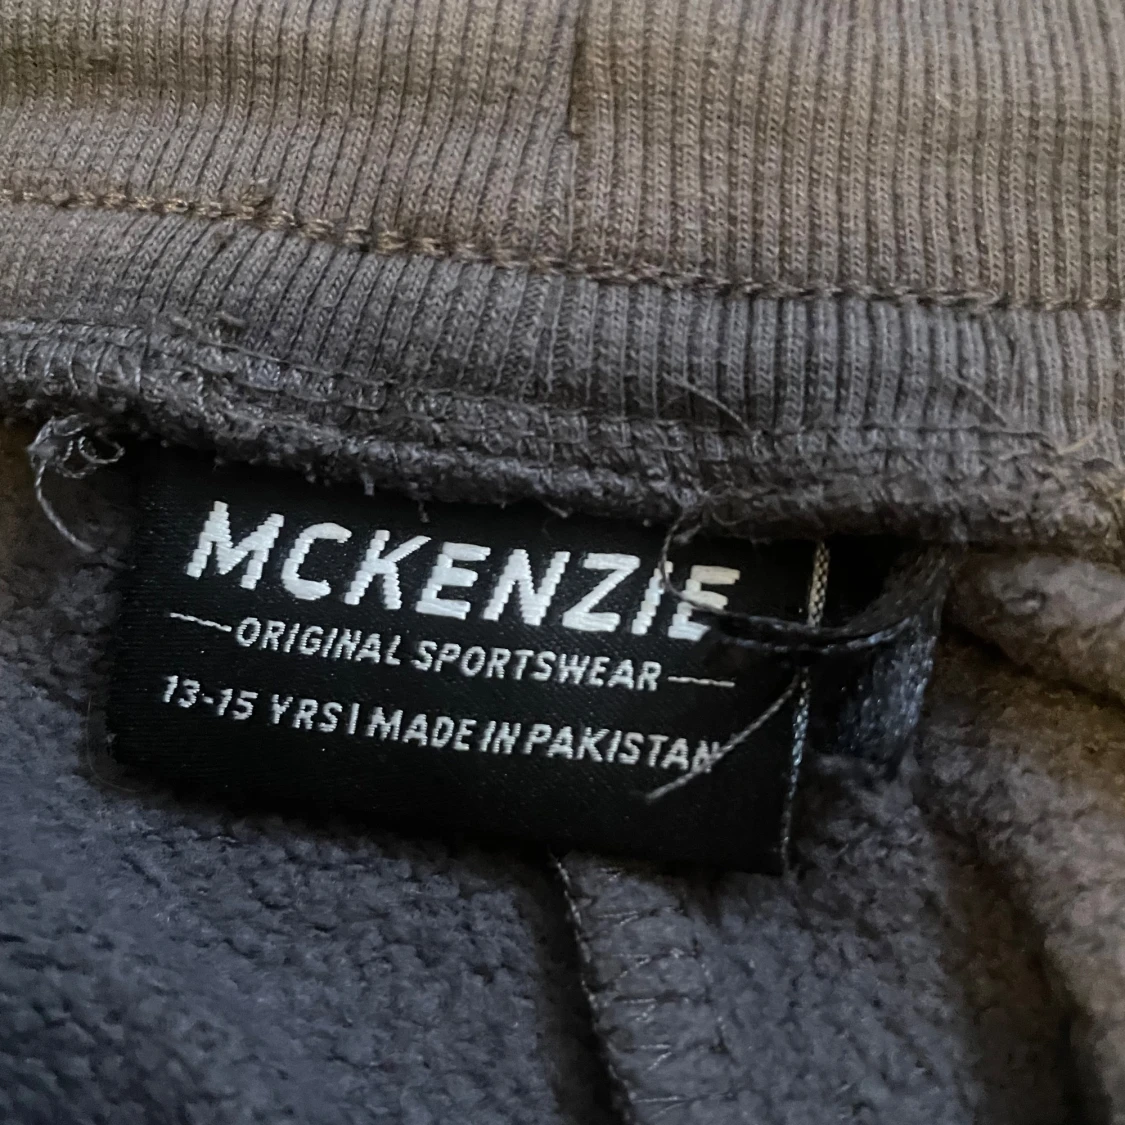 MCKENZIE
ORIGINAL SPORTSWEAR
13-15 YRS | MADE IN PAKISTAN